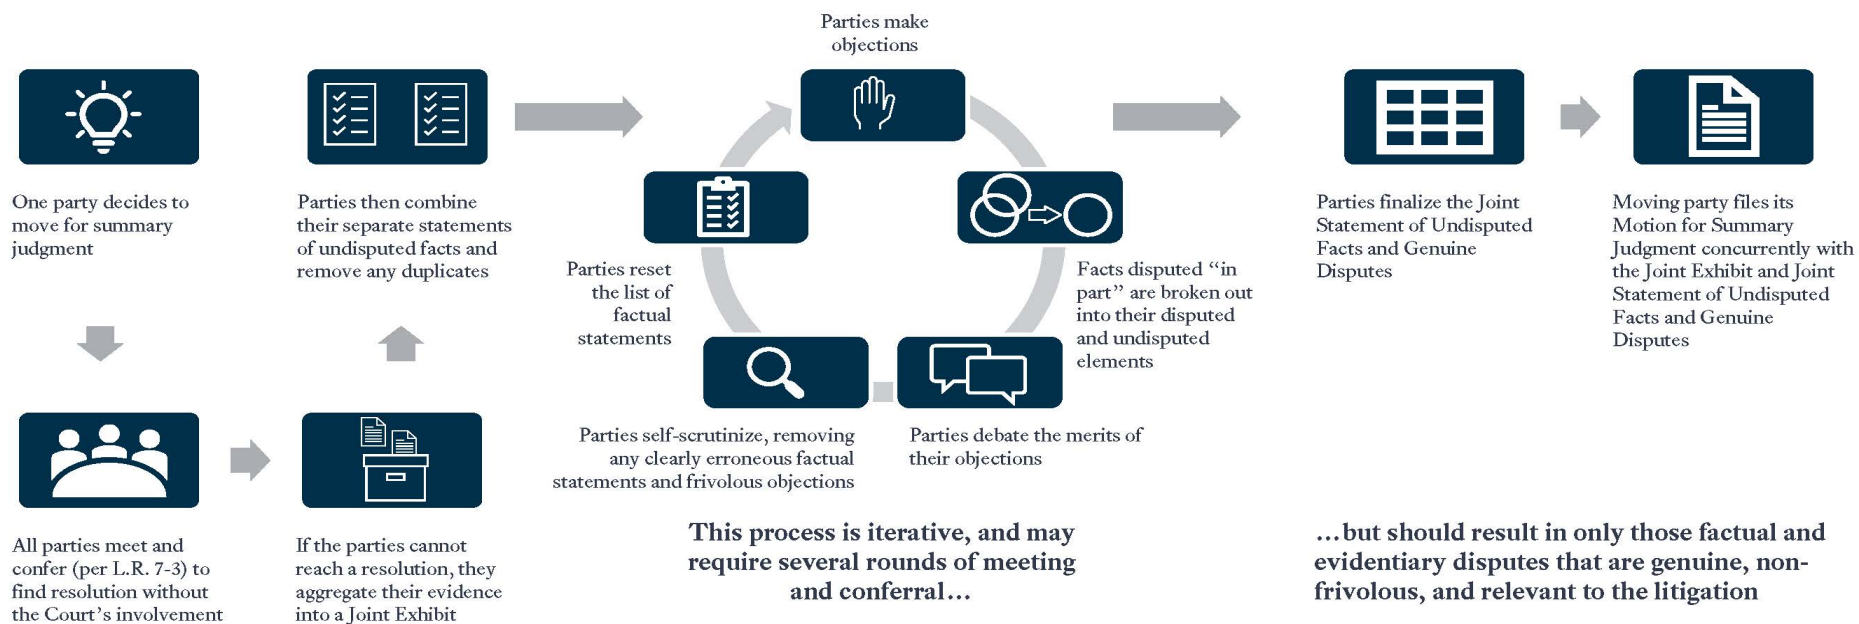 One party decides to
move for summary
judgment
All parties meet and
confer (per L.R. 7-3) to
find resolution without
the Court's involvement
If the parties cannot
reach a resolution, they
aggregate their evidence
into a Joint Exhibit
Parties then combine
their separate statements
of undisputed facts and
remove any duplicates
Parties make
objections
Facts disputed “in
part” are broken out
into their disputed
and undisputed
elements
Parties debate the merits of
their objections
Parties self-scrutinize, removing
any clearly erroneous factual
statements and frivolous objections
Parties reset
the list of
factual
statements
This process is iterative, and may
require several rounds of meeting
and conferral…
Parties finalize the Joint
Statement of Undisputed
Facts and Genuine
Disputes
Moving party files its
Motion for Summary
Judgment concurrently with
the Joint Exhibit and Joint
Statement of Undisputed
Facts and Genuine
Disputes
…but should result in only those factual and
evidentiary disputes that are genuine, non-
frivolous, and relevant to the litigation